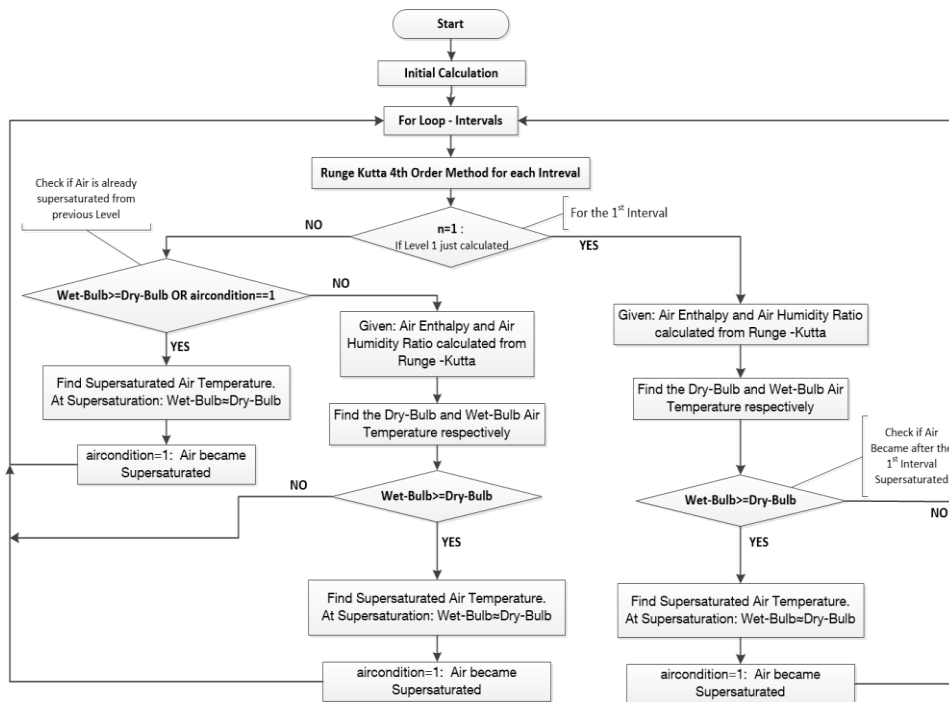 Start
Initial Calculation
For Loop - Intervals
Runge Kutta 4th Order Method for each Intreval
Check if Air is already
supersaturated from
previous Level
For the 1st Interval
NO
n=1 :
If Level 1 just calculated
YES
Wet-Bulb>=Dry-Bulb OR aircondition==1
NO
YES
Given: Air Enthalpy and Air
Humidity Ratio calculated from
Runge -Kutta
Given: Air Enthalpy and Air Humidity Ratio
calculated from Runge -Kutta
Find Supersaturated Air Temperature.
At Supersaturation: Wet-Bulb≈Dry-Bulb
Find the Dry-Bulb and Wet-Bulb Air
Temperature respectively
Find the Dry-Bulb and Wet-Bulb Air
Temperature respectively
aircondition=1: Air became
Supersaturated
Check if Air
Became after the
1st Interval
Supersaturated
NO
Wet-Bulb>=Dry-Bulb
YES
Wet-Bulb>=Dry-Bulb
NO
YES
Find Supersaturated Air Temperature.
At Supersaturation: Wet-Bulb≈Dry-Bulb
Find Supersaturated Air Temperature.
At Supersaturation: Wet-Bulb≈Dry-Bulb
aircondition=1: Air became
Supersaturated
aircondition=1: Air became
Supersaturated